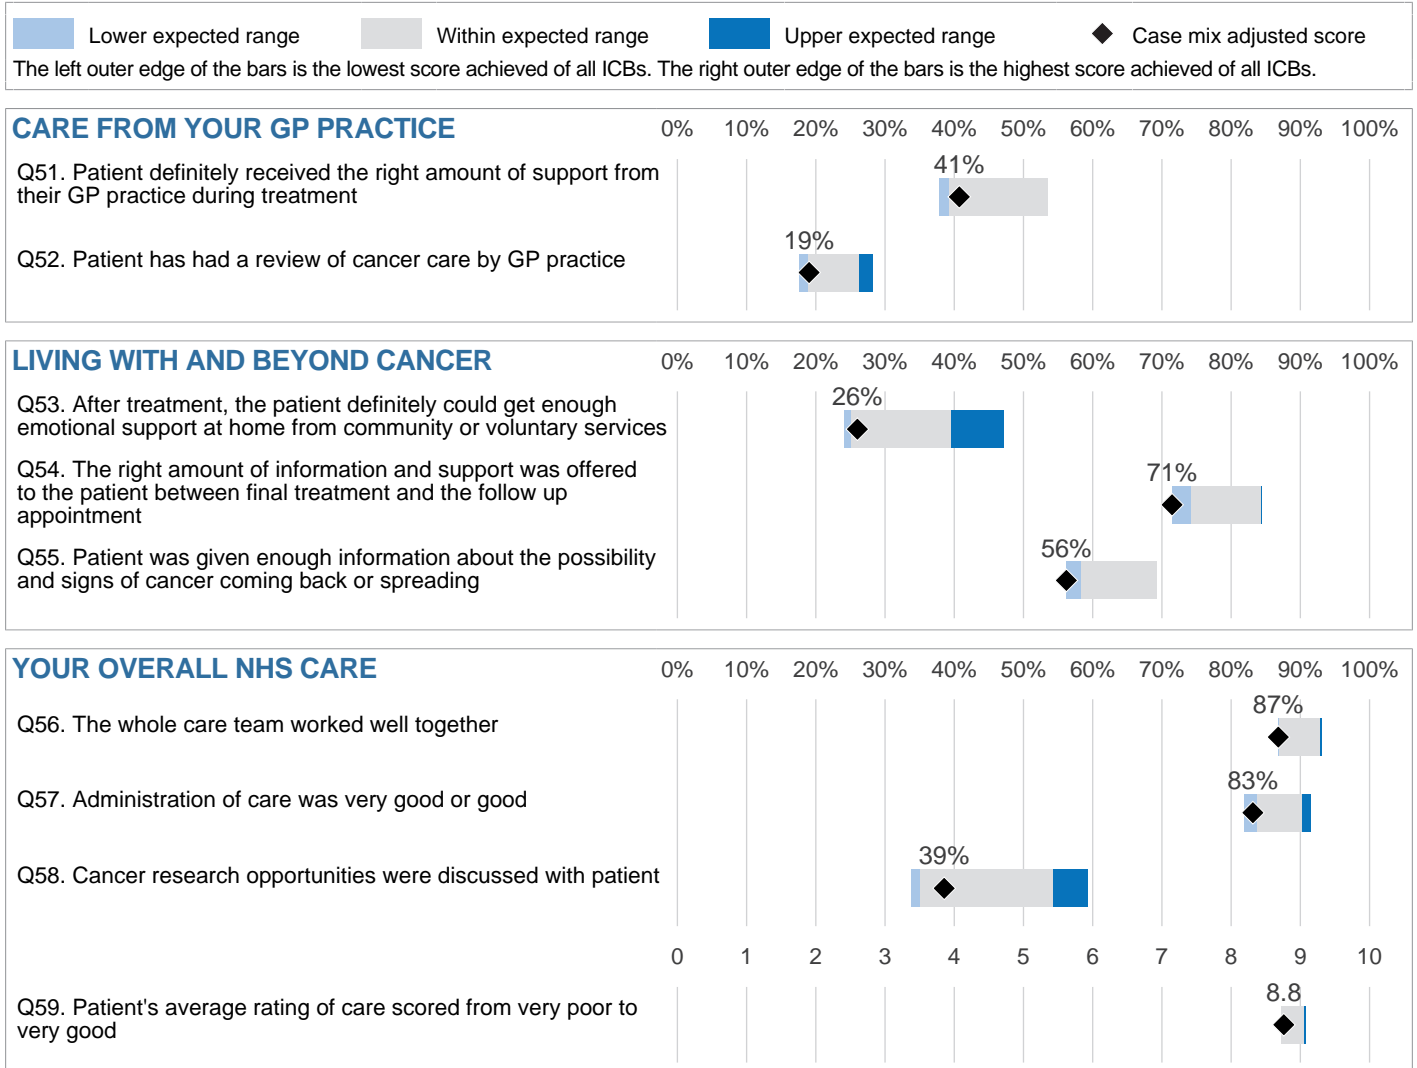 Lower expected range Within expected range Upper expected range Case mix adjusted score
The left outer edge of the bars is the lowest score achieved of all ICBs. The right outer edge of the bars is the highest score achieved of all ICBs.
CARE FROM YOUR GP PRACTICE 0% 10% 20% 30% 40% 50% 60% 70% 80% 90% 100%
41%
Q51. Patient definitely received the right amount of support from
their GP practice during treatment
19%
Q52. Patient has had a review of cancer care by GP practice
LIVING WITH AND BEYOND CANCER 0% 10% 20% 30% 40% 50% 60% 70% 80% 90% 100%
26%
Q53. After treatment, the patient definitely could get enough
emotional support at home from community or voluntary services
71%
Q54. The right amount of information and support was offered
to the patient between final treatment and the follow up
appointment
56%
Q55. Patient was given enough information about the possibility
and signs of cancer coming back or spreading
YOUR OVERALL NHS CARE 0% 10% 20% 30% 40% 50% 60% 70% 80% 90% 100%
87%
Q56. The whole care team worked well together
83%
Q57. Administration of care was very good or good
39%
Q58. Cancer research opportunities were discussed with patient
0 1 2 3 4 5 6 7 8 9 10
8.8
Q59. Patient's average rating of care scored from very poor to
very good